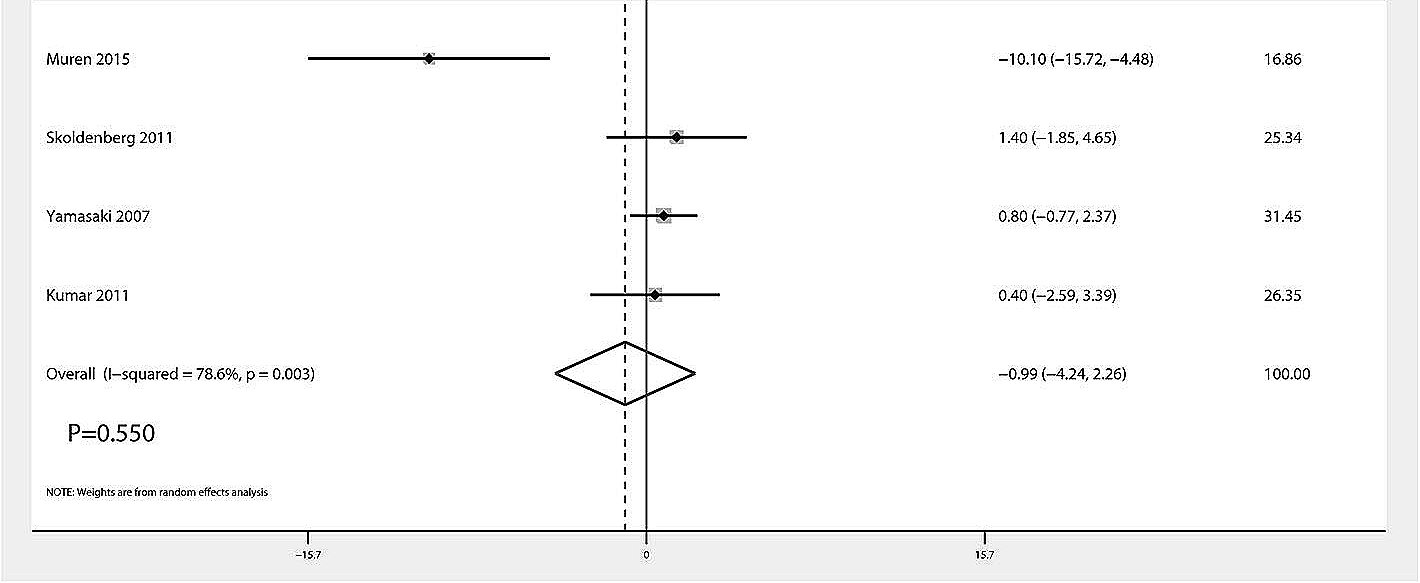 Muren 2015 −10.10 (−15.72, −4.48) 16.86
Skoldenberg 2011 1.40 (−1.85, 4.65) 25.34
Yamasaki 2007 0.80 (−0.77, 2.37) 31.45
Kumar 2011 0.40 (−2.59, 3.39) 26.35
Overall (I−squared = 78.6%, p = 0.003) −0.99 (−4.24, 2.26) 100.00
P=0.550
NOTE: Weights are from random effects analysis
−15.7 0 15.7